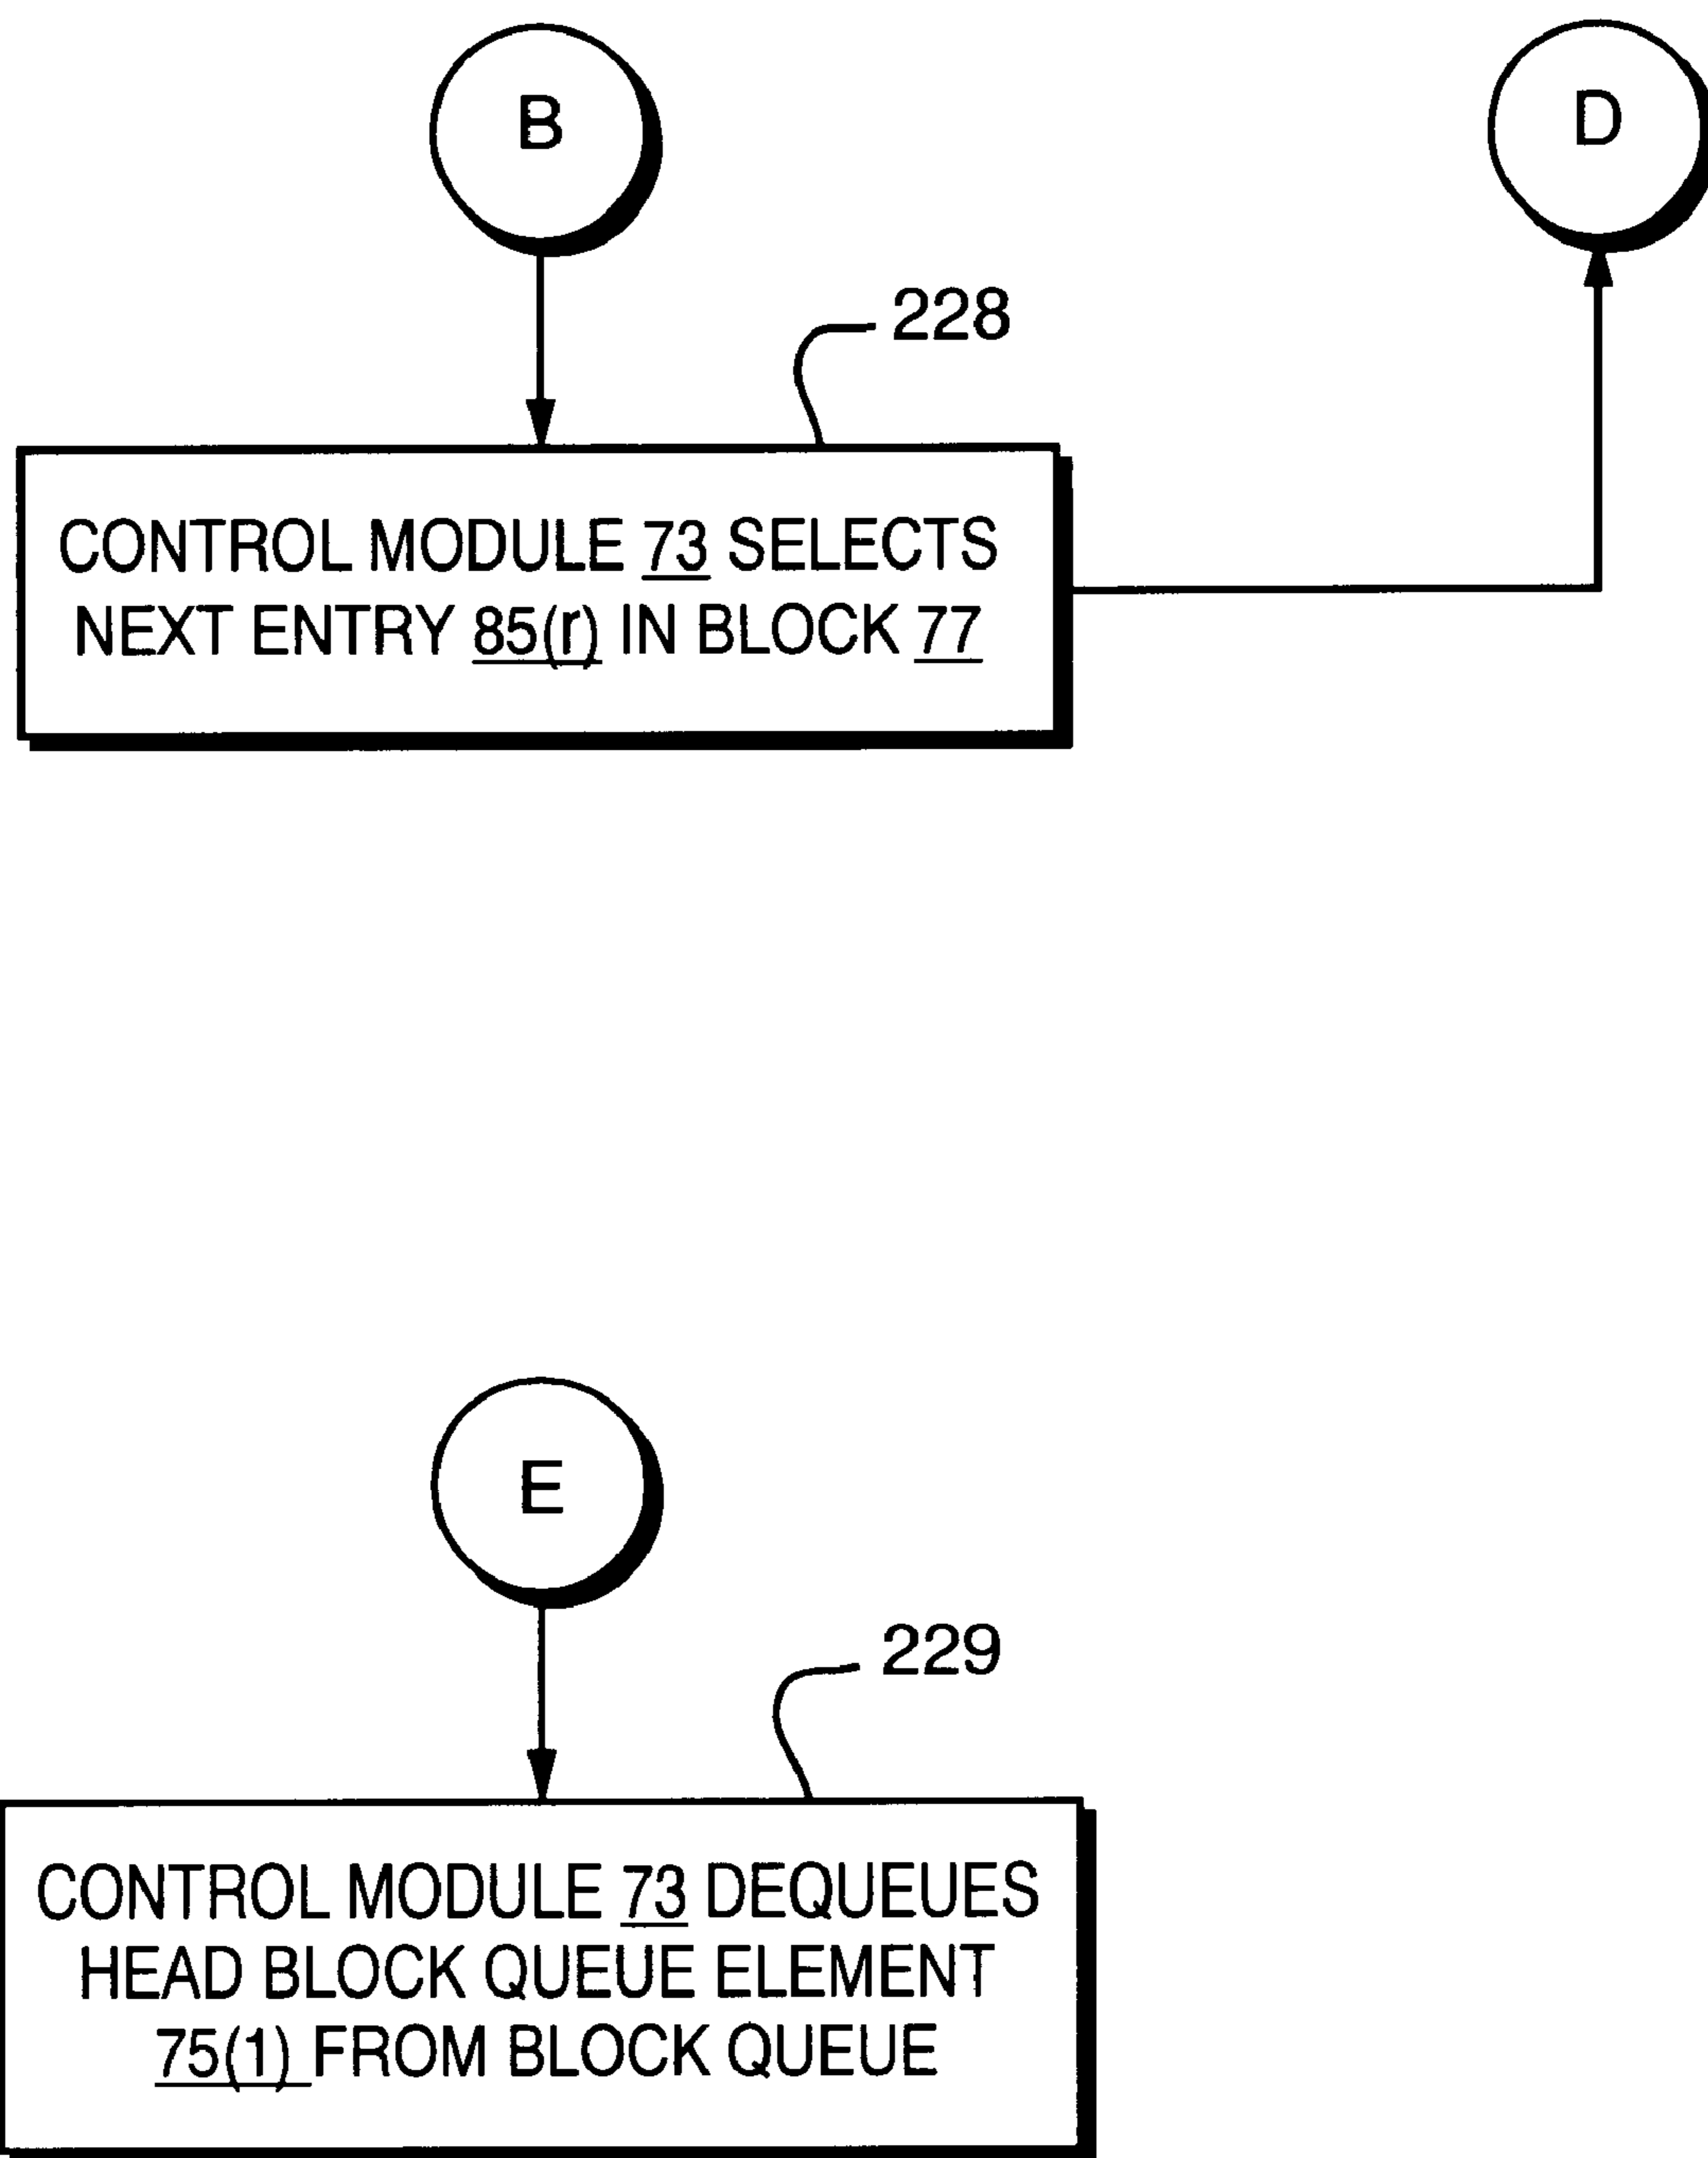 B
D
228
CONTROL MODULE 73 SELECTS
NEXT ENTRY 85(r) IN BLOCK 77
E
229
CONTROL MODULE 73 DEQUEUES
HEAD BLOCK QUEUE ELEMENT
75(1) FROM BLOCK QUEUE